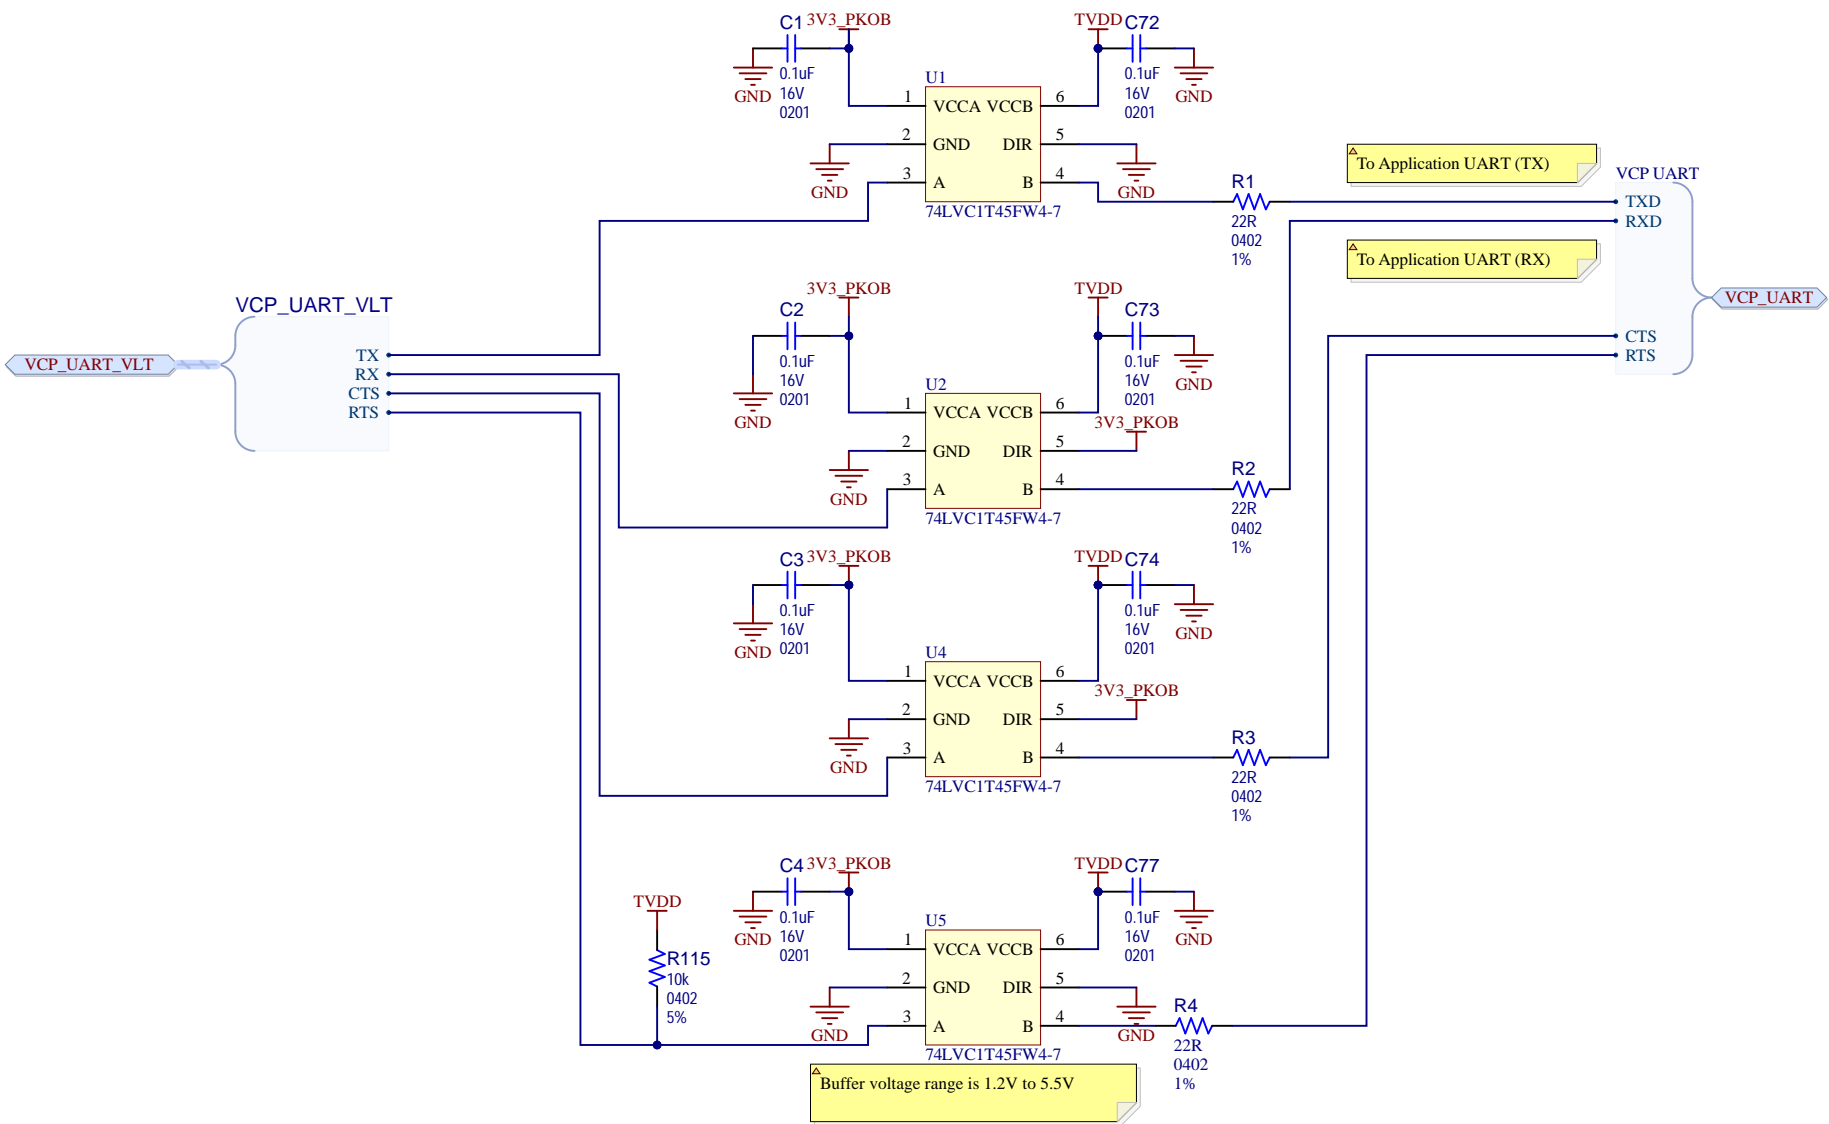 C1 3V3_PKOB
0.1uF
16V
0201
GND
TVDD C72
0.1uF
16V
0201
GND
U1
1 VCCA VCCB 6
2 GND DIR 5
3 A B 4
74LVC1T45FW4-7
GND
GND
R1
22R
0402
1%
To Application UART (TX)
VCP UART
TXD
RXD
To Application UART (RX)
CTS
RTS
VCP_UART
VCP_UART_VLT
VCP_UART_VLT
TX
RX
CTS
RTS
3V3_PKOB
C2
0.1uF
16V
0201
GND
TVDD
C73
0.1uF
16V
0201
GND
U2
1 VCCA VCCB 6
3V3_PKOB
2 GND DIR 5
3 A B 4
74LVC1T45FW4-7
GND
R2
22R
0402
1%
C3 3V3_PKOB
0.1uF
16V
0201
GND
TVDD C74
0.1uF
16V
0201
GND
U4
1 VCCA VCCB 6
3V3_PKOB
2 GND DIR 5
3 A B 4
74LVC1T45FW4-7
GND
R3
22R
0402
1%
C4 3V3_PKOB
0.1uF
16V
0201
GND
TVDD C77
0.1uF
16V
0201
GND
TVDD
R115
10k
0402
5%
U5
1 VCCA VCCB 6
2 GND DIR 5
3 A B 4
74LVC1T45FW4-7
GND
GND
R4
22R
0402
1%
Buffer voltage range is 1.2V to 5.5V